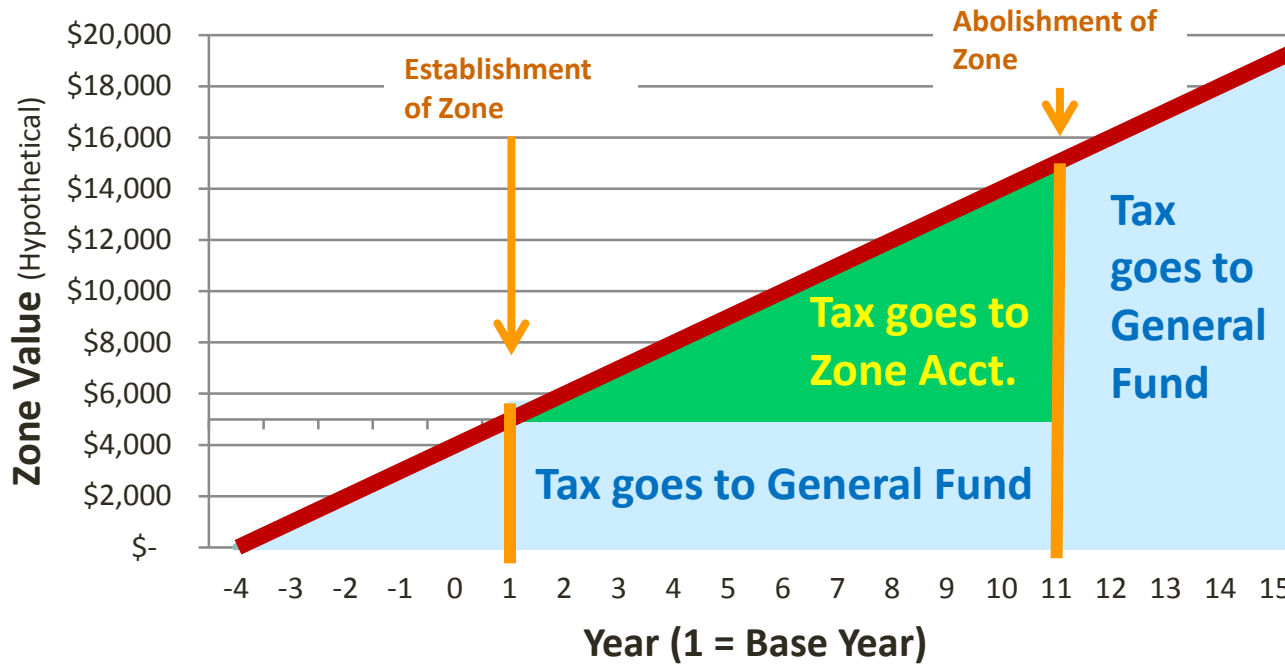 Zone Value (Hypothetical)
$20,000
$18,000
$16,000
$14,000
$12,000
$10,000
$8,000
$6,000
$4,000
$2,000
$-
Establishment
of Zone
Abolishment of
Zone
Tax goes to
Zone Acct.
Tax
goes to
General
Fund
Tax goes to General Fund
-4 -3 -2 -1 0 1 2 3 4 5 6 7 8 9 10 11 12 13 14 15
Year (1 = Base Year)